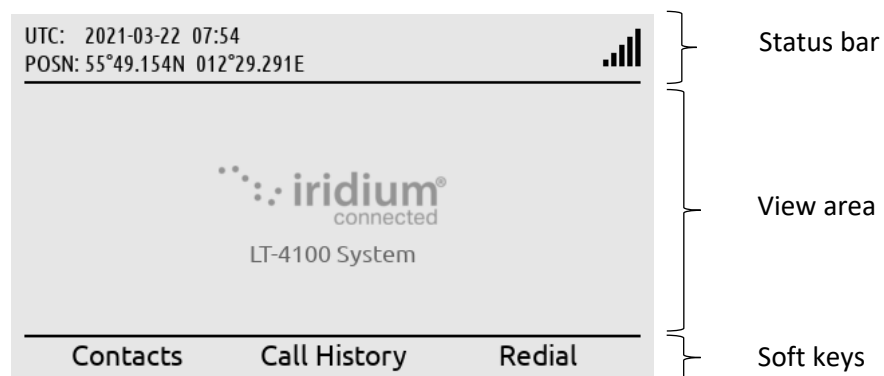 UTC: 2021-03-22 07:54
POSN: 55°49.154N 012°29.291E
Status bar
iridium®
connected
LT-4100 System
View area
Contacts Call History Redial
Soft keys